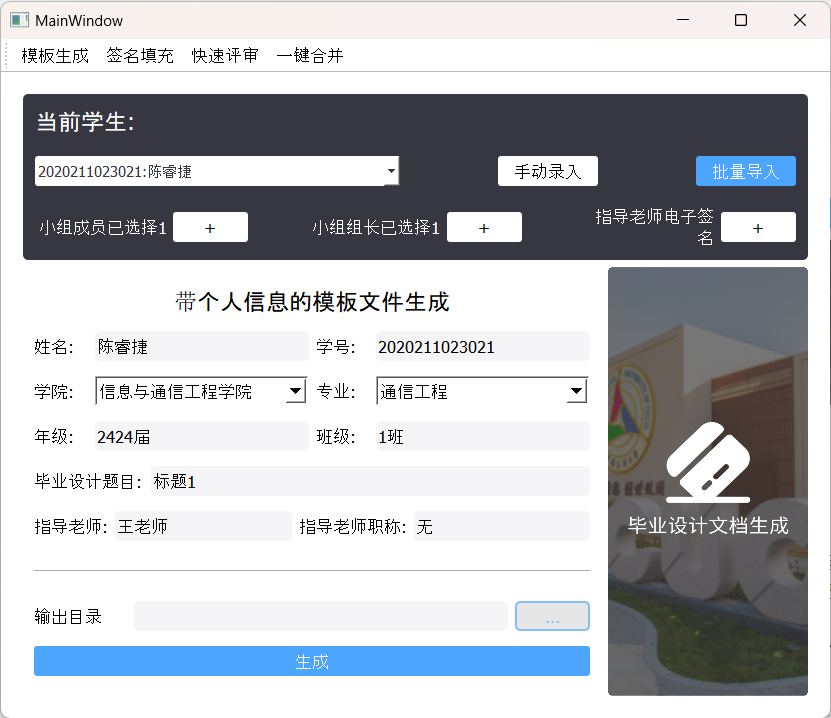 MainWindow
模板生成 签名填充 快速评审 一键合并
当前学生:
2020211023021:陈睿捷
手动录入
批量导入
小组成员已选择1 +
小组组长已选择1 +
指导老师电子签
名
+
带个人信息的模板文件生成
姓名: 陈睿捷 学号: 2020211023021
学院: 信息与通信工程学院 专业: 通信工程
年级: 2424届 班级: 1班
毕业设计题目: 标题1
指导老师: 王老师 指导老师职称: 无
输出目录 ...
生成
毕业设计文档生成